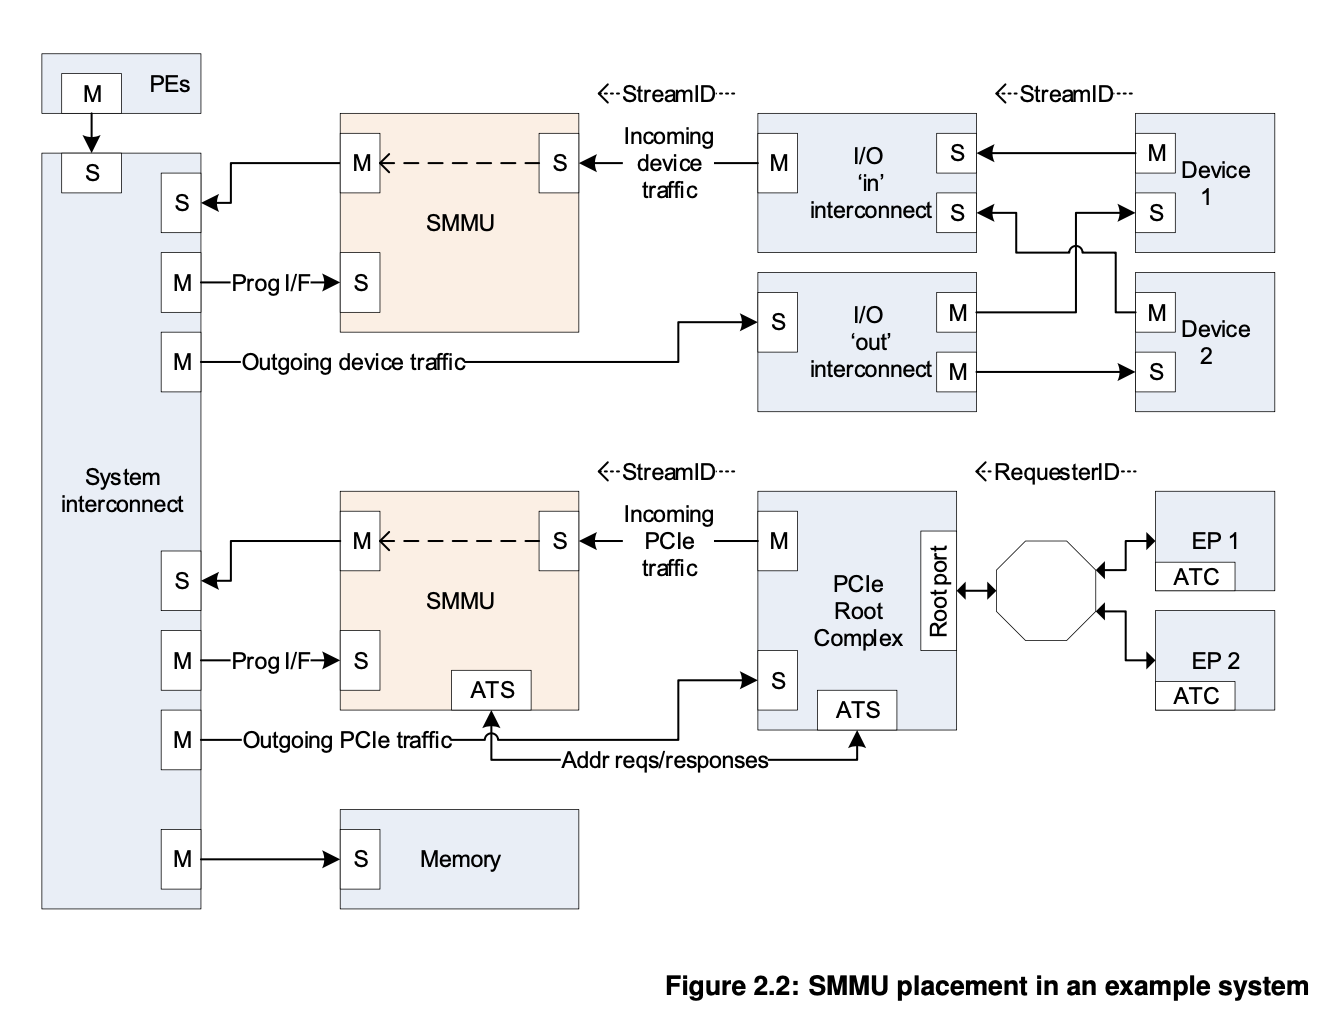 PEs
M
S
System
interconnect
S
M
M
S
M
M
M
←StreamID
←StreamID
M
S
SMMU
S
Prog I/F
Incoming
device
traffic
M
I/O
‘in’
interconnect
S
S
M
S
Device
1
Outgoing device traffic
S
I/O
‘out’
interconnect
M
M
M
S
Device
2
←StreamID
←RequesterID
M
S
SMMU
S
ATS
Prog I/F
Incoming
PCIe
traffic
M
S
PCIe
Root
Complex
Root port
ATS
EP 1
ATC
EP 2
ATC
Outgoing PCIe traffic
Addr reqs/responses
S
Memory
Figure 2.2: SMMU placement in an example system